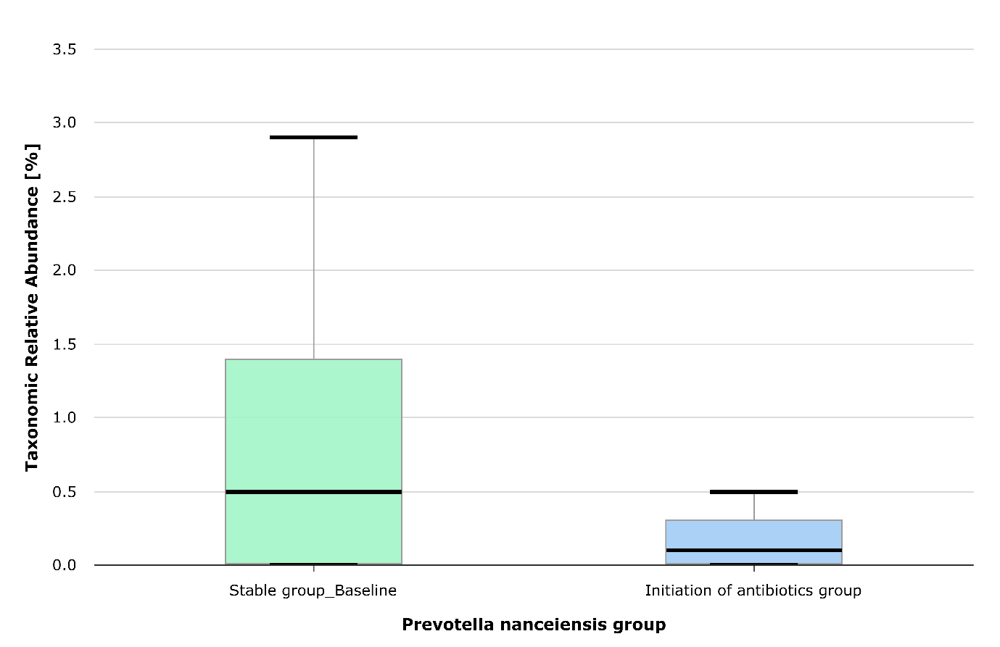 3.5
3.0
2.5
2.0
1.5
1.0
0.5
0.0
Taxonomic Relative Abundance [%]
Stable group_Baseline
Initiation of antibiotics group
Prevotella nanceiensis group